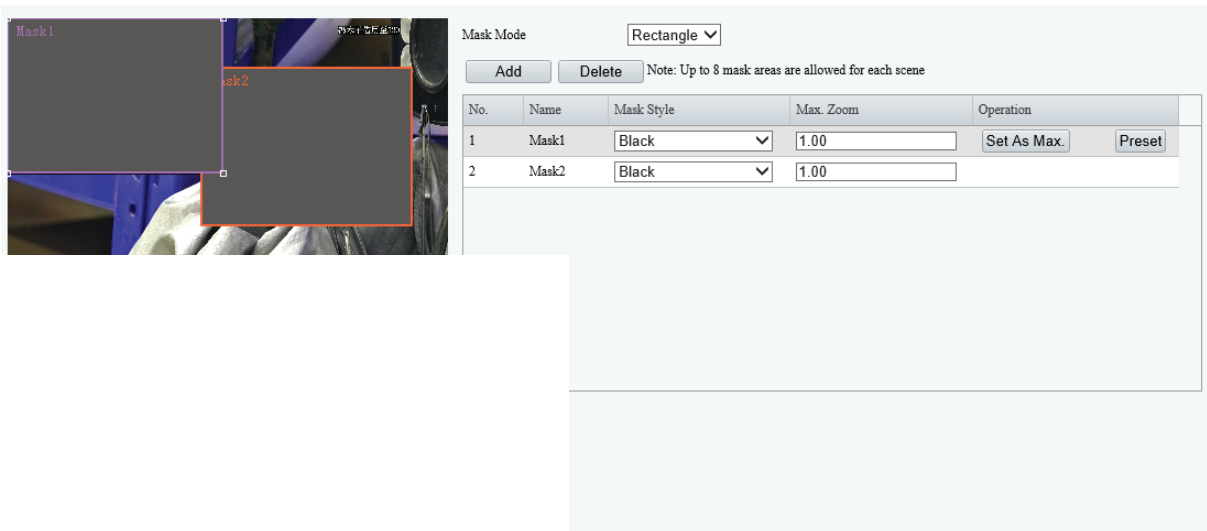 Mask1
ask2
Mask Mode Rectangle
Add Delete Note: Up to 8 mask areas are allowed for each scene
No. Name Mask Style Max. Zoom Operation
1 Mask1 Black 1.00 Set As Max. Preset
2 Mask2 Black 1.00